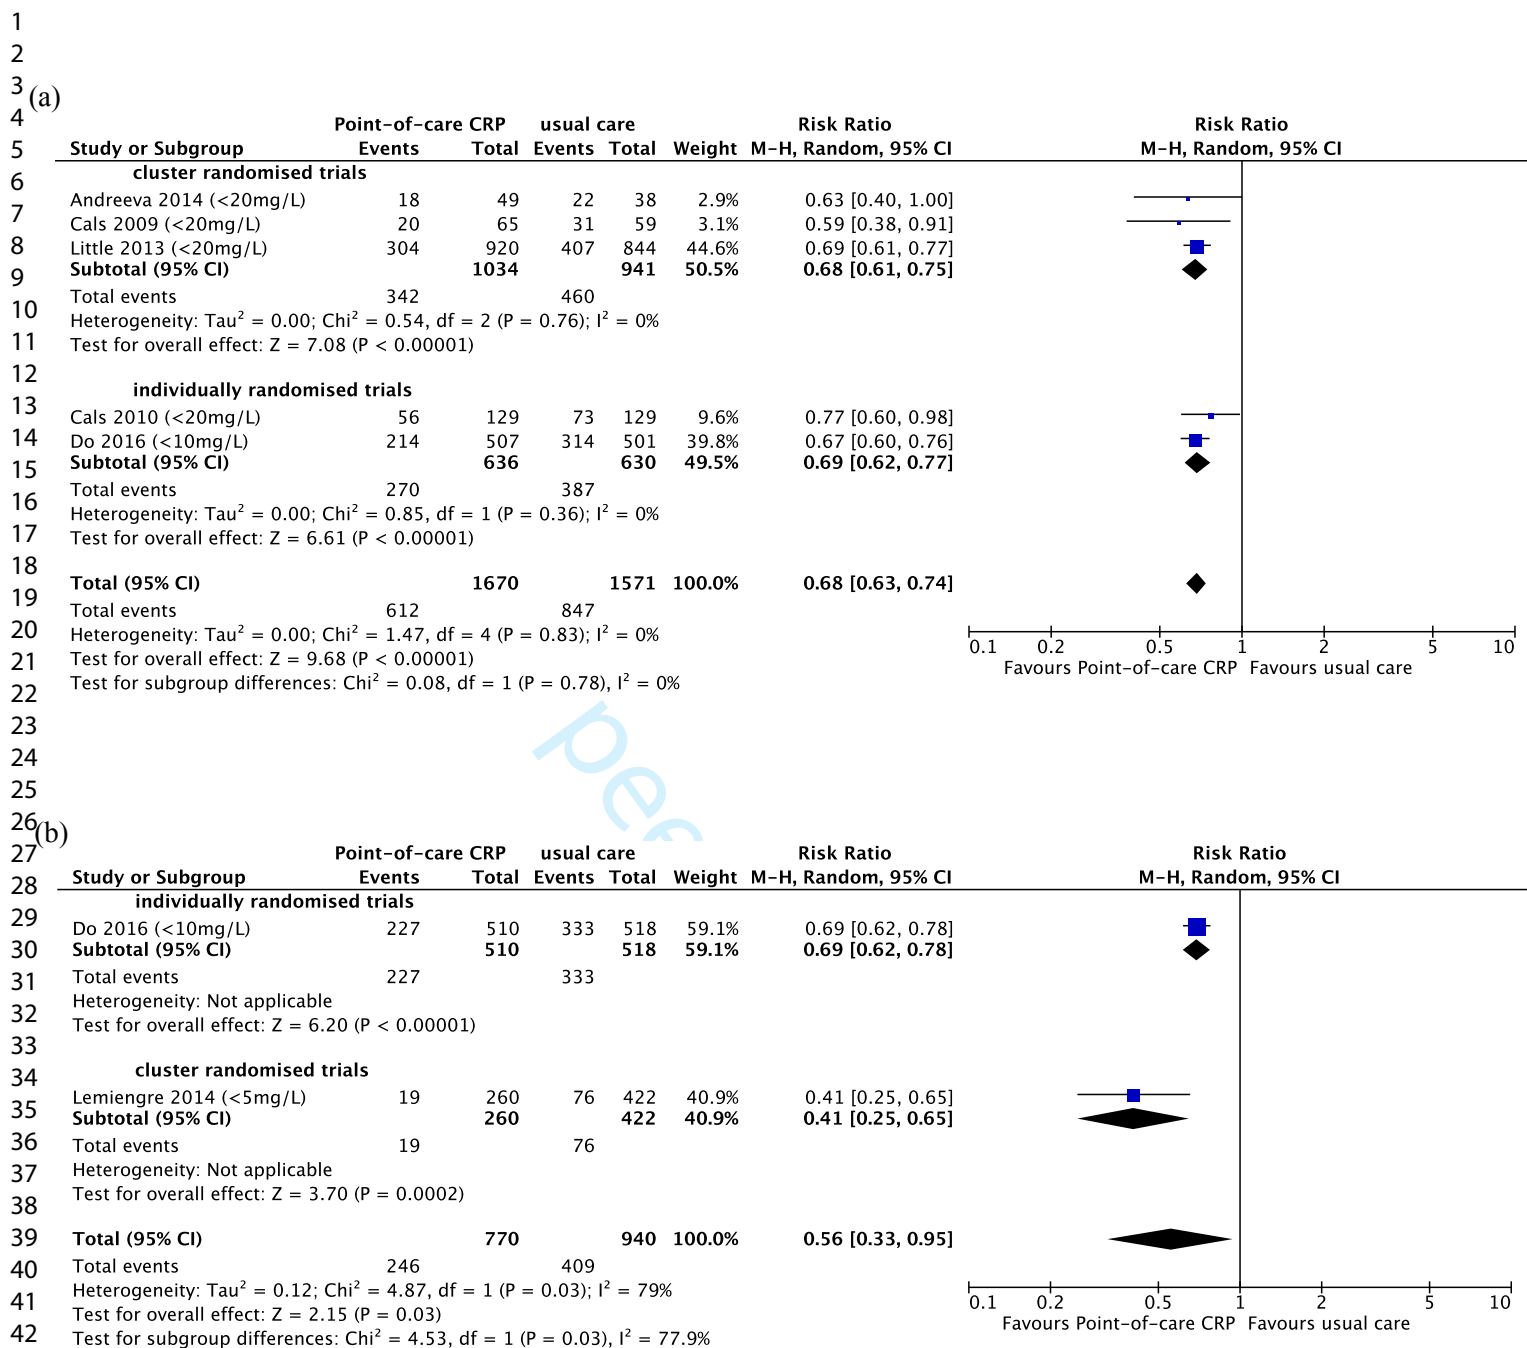 1
2
3
(a)
4
Point-of-care CRP usual care Risk Ratio Risk Ratio
5
Study or Subgroup Events Total Events Total Weight M-H, Random, 95% CI M-H, Random, 95% CI
6
cluster randomised trials
Andreeva 2014 (<20mg/L) 18 49 22 38 2.9% 0.63 [0.40, 1.00]
7
Cals 2009 (<20mg/L) 20 65 31 59 3.1% 0.59 [0.38, 0.91]
8
Little 2013 (<20mg/L) 304 920 407 844 44.6% 0.69 [0.61, 0.77]
9
Subtotal (95% CI) 1034 941 50.5% 0.68 [0.61, 0.75]
Total events 342 460
10
Heterogeneity: Tau² = 0.00; Chi² = 0.54, df = 2 (P = 0.76); I² = 0%
11
Test for overall effect: Z = 7.08 (P < 0.00001)
12
individually randomised trials
13
Cals 2010 (<20mg/L) 56 129 73 129 9.6% 0.77 [0.60, 0.98]
14
Do 2016 (<10mg/L) 214 507 314 501 39.8% 0.67 [0.60, 0.76]
15
Subtotal (95% CI) 636 630 49.5% 0.69 [0.62, 0.77]
Total events 270 387
16
Heterogeneity: Tau² = 0.00; Chi² = 0.85, df = 1 (P = 0.36); I² = 0%
17
Test for overall effect: Z = 6.61 (P < 0.00001)
18
Total (95% CI) 1670 1571 100.0% 0.68 [0.63, 0.74]
19
Total events 612 847
20
Heterogeneity: Tau² = 0.00; Chi² = 1.47, df = 4 (P = 0.83); I² = 0%
0.1 0.2 0.5 1 2 5 10
21
Test for overall effect: Z = 9.68 (P < 0.00001)
Favours Point-of-care CRP Favours usual care
22
Test for subgroup differences: Chi² = 0.08, df = 1 (P = 0.78), I² = 0%
23
24
25
pee
26
(b)
27
Point-of-care CRP usual care Risk Ratio Risk Ratio
28
Study or Subgroup Events Total Events Total Weight M-H, Random, 95% CI M-H, Random, 95% CI
individually randomised trials
29
Do 2016 (<10mg/L) 227 510 333 518 59.1% 0.69 [0.62, 0.78]
30
Subtotal (95% CI) 510 518 59.1% 0.69 [0.62, 0.78]
31
Total events 227 333
32
Heterogeneity: Not applicable
Test for overall effect: Z = 6.20 (P < 0.00001)
33
34
cluster randomised trials
35
Lemiengre 2014 (<5mg/L) 19 260 76 422 40.9% 0.41 [0.25, 0.65]
Subtotal (95% CI) 260 422 40.9% 0.41 [0.25, 0.65]
36
Total events 19 76
37
Heterogeneity: Not applicable
38
Test for overall effect: Z = 3.70 (P = 0.0002)
39
Total (95% CI) 770 940 100.0% 0.56 [0.33, 0.95]
40
Total events 246 409
41
Heterogeneity: Tau² = 0.12; Chi² = 4.87, df = 1 (P = 0.03); I² = 79%
0.1 0.2 0.5 1 2 5 10
Test for overall effect: Z = 2.15 (P = 0.03)
Favours Point-of-care CRP Favours usual care
42
Test for subgroup differences: Chi² = 4.53, df = 1 (P = 0.03), I² = 77.9%